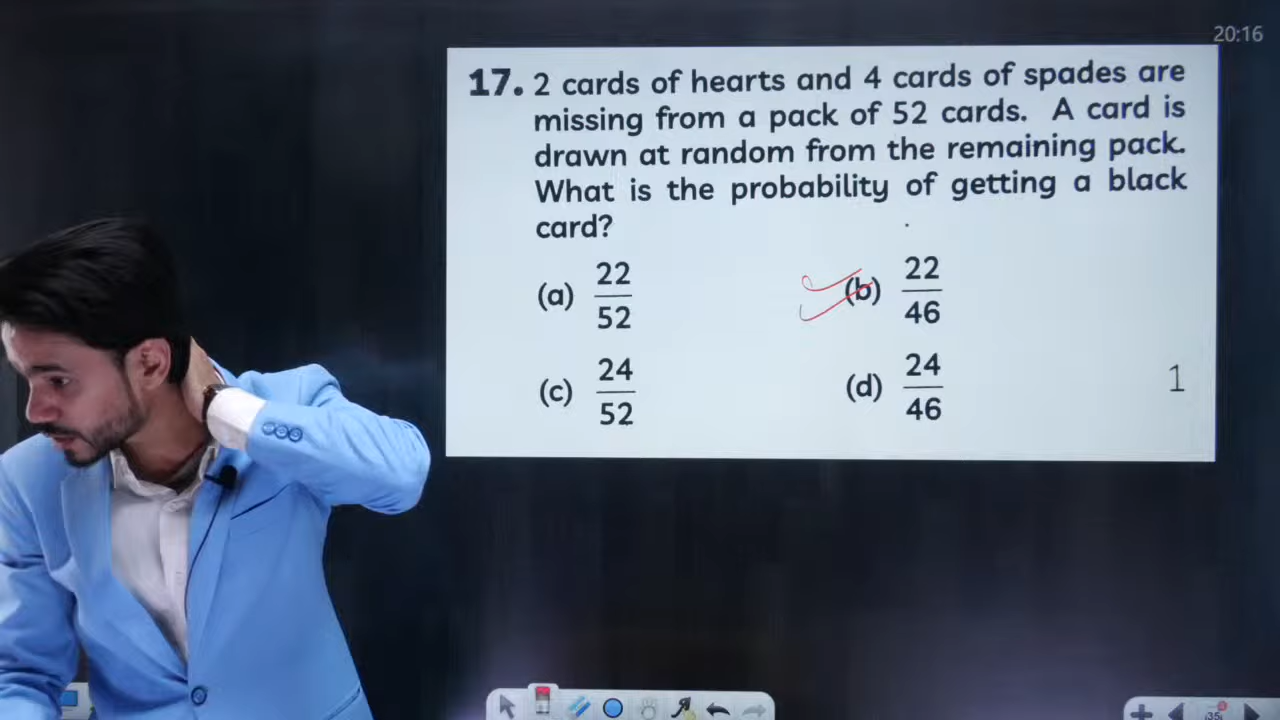 20:16
17. 2 cards of hearts and 4 cards of spades are
missing from a pack of 52 cards. A card is
drawn at random from the remaining pack.
What is the probability of getting a black
card?
(a) 22/52 (b) 22/46
(c) 24/52 (d) 24/46 1
35